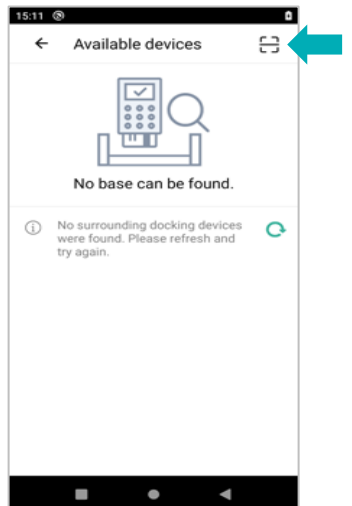 15:11
Available devices
No base can be found.
No surrounding docking devices
were found. Please refresh and
try again.